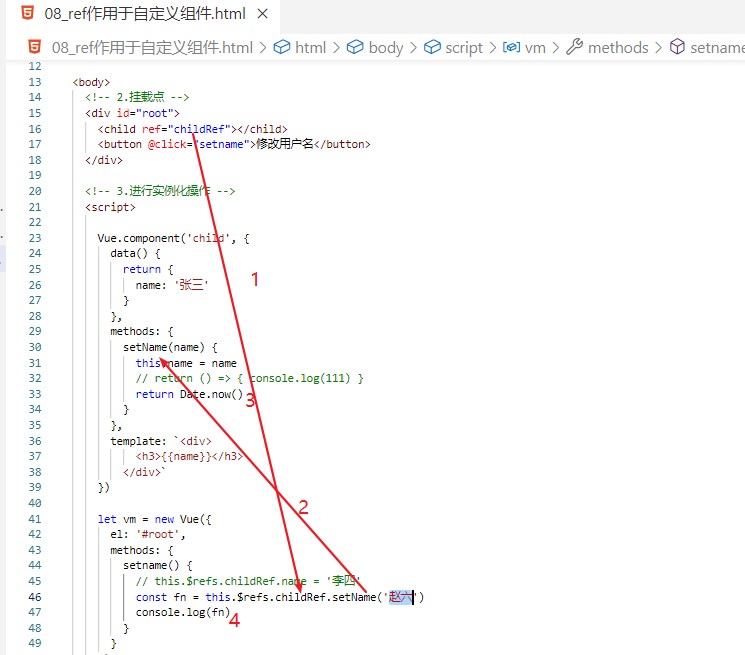 08_ref作用于自定义组件.html
08_ref作用于自定义组件.html > html > body > script > vm > methods > setname
12
13 <body>
14 <!-- 2.挂载点 -->
15 <div id="root">
16 <child ref="childRef"></child>
17 <button @click="setname">修改用户名</button>
18 </div>
19
20 <!-- 3.进行实例化操作 -->
21 <script>
22
23 Vue.component('child', {
24 data() {
25 return {
26 name: '张三'
27 }
28 },
1
29 methods: {
30 setName(name) {
31 this.name = name
32 // return () => { console.log(111) }
33 return Date.now()
3
34 }
35 },
36 template: `<div>
37 <h3>{{name}}</h3>
38 </div>`
39 })
40
2
41 let vm = new Vue({
42 el: '#root',
43 methods: {
44 setname() {
45 // this.$refs.childRef.name = '李四'
46 const fn = this.$refs.childRef.setName('赵六')
47 console.log(fn)
4
48 }
49 }